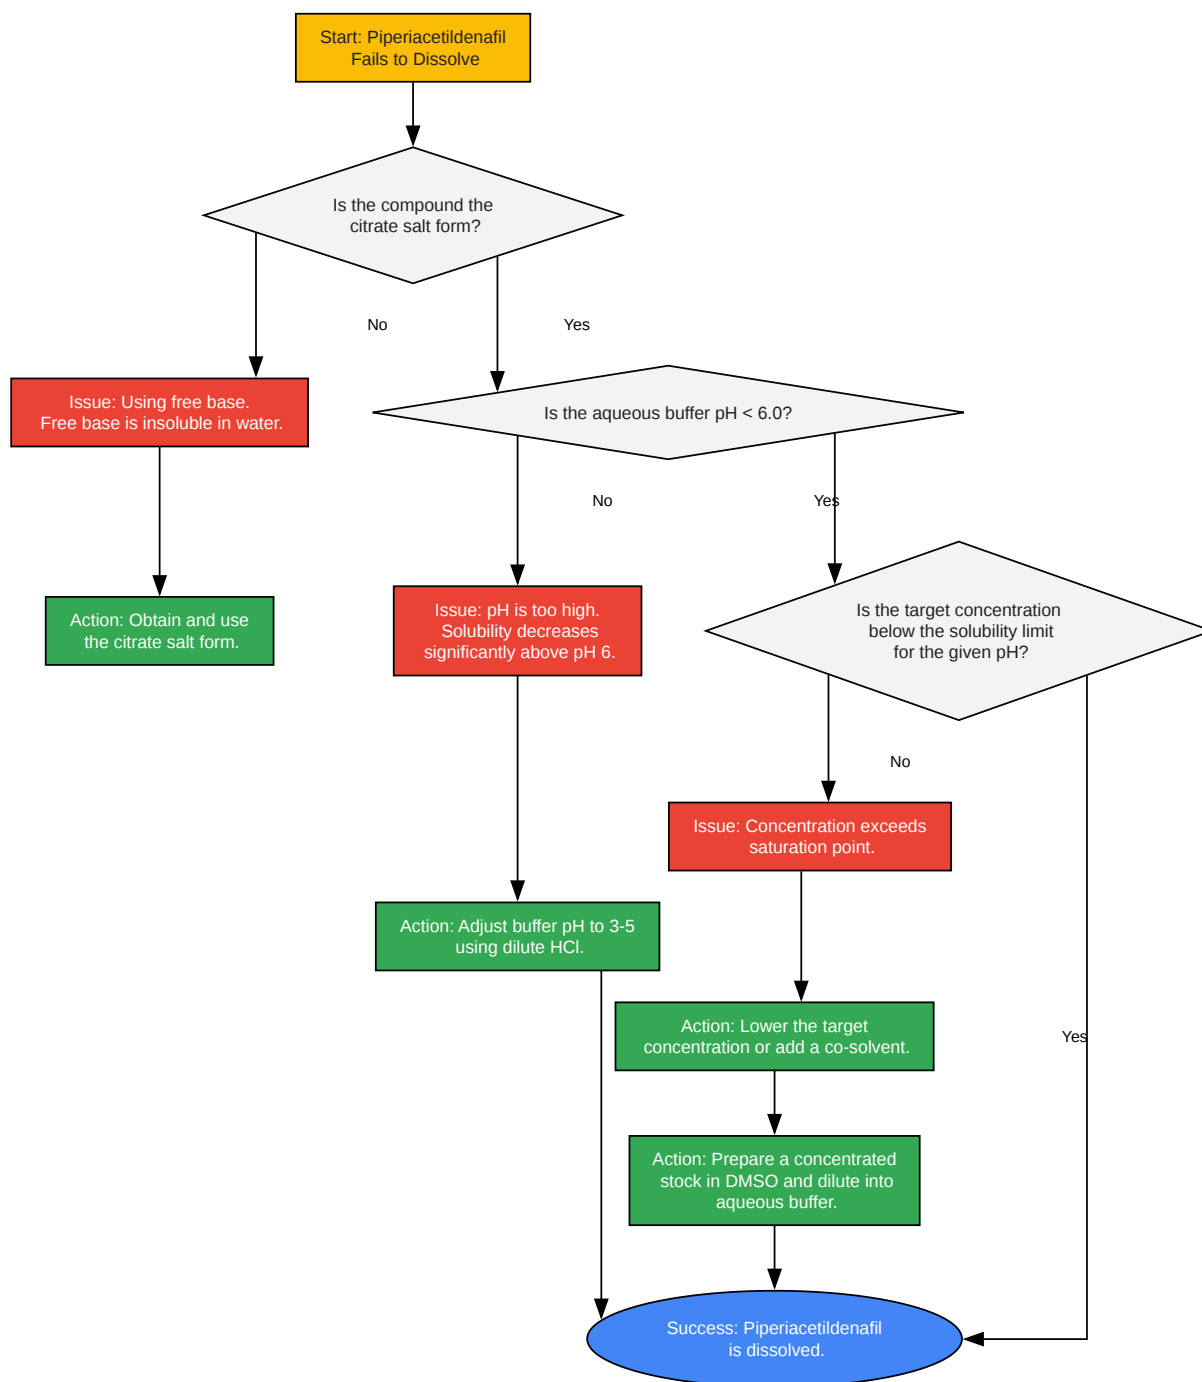 Start: Piperiacetildenafil
Fails to Dissolve
Is the compound the
citrate salt form?
No
Yes
Issue: Using free base.
Free base is insoluble in water.
Is the aqueous buffer pH < 6.0?
No
Yes
Action: Obtain and use
the citrate salt form.
Issue: pH is too high.
Solubility decreases
significantly above pH 6.
Is the target concentration
below the solubility limit
for the given pH?
No
Issue: Concentration exceeds
saturation point.
Action: Adjust buffer pH to 3-5
using dilute HCl.
Action: Lower the target
concentration or add a co-solvent.
Yes
Action: Prepare a concentrated
stock in DMSO and dilute into
aqueous buffer.
Success: Piperiacetildenafil
is dissolved.